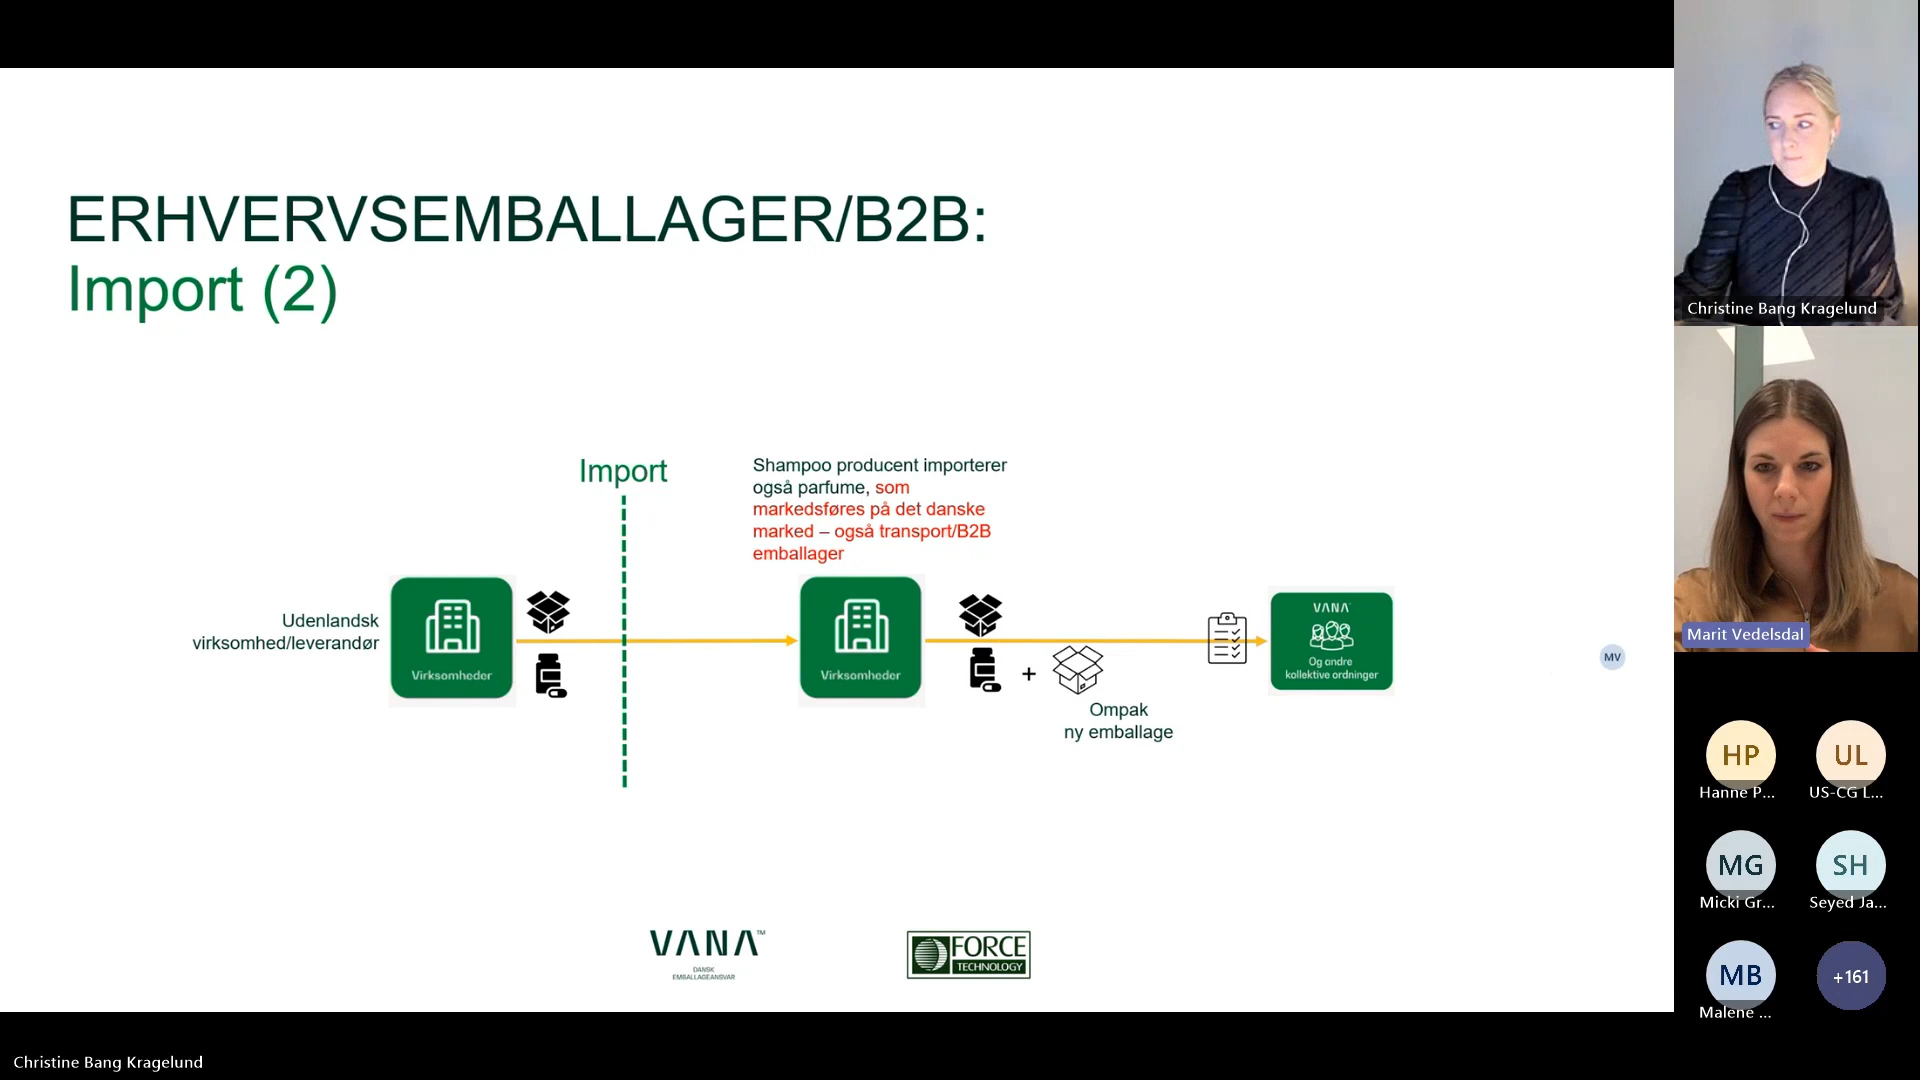 ERHVERVSEMBALLAGER/B2B:
Import (2)
Import
Shampoo producent importerer
også parfume, som
markedsføres på det danske
marked – også transport/B2B
emballager
Udenlandsk
virksomhed/leverandør
Virksomheder
Virksomheder
+
Ompak
ny emballage
VANA
Og andre
kollektive ordninger
MV
VANA™
DANSK
EMBALLAGEANSVAR
FORCE
TECHNOLOGY
Christine Bang Kragelund
Marit Vedelsdal
HP
Hanne P...
UL
US-CG L...
MG
Micki Gr...
SH
Seyed Ja...
MB
Malene ...
+161
Christine Bang Kragelund